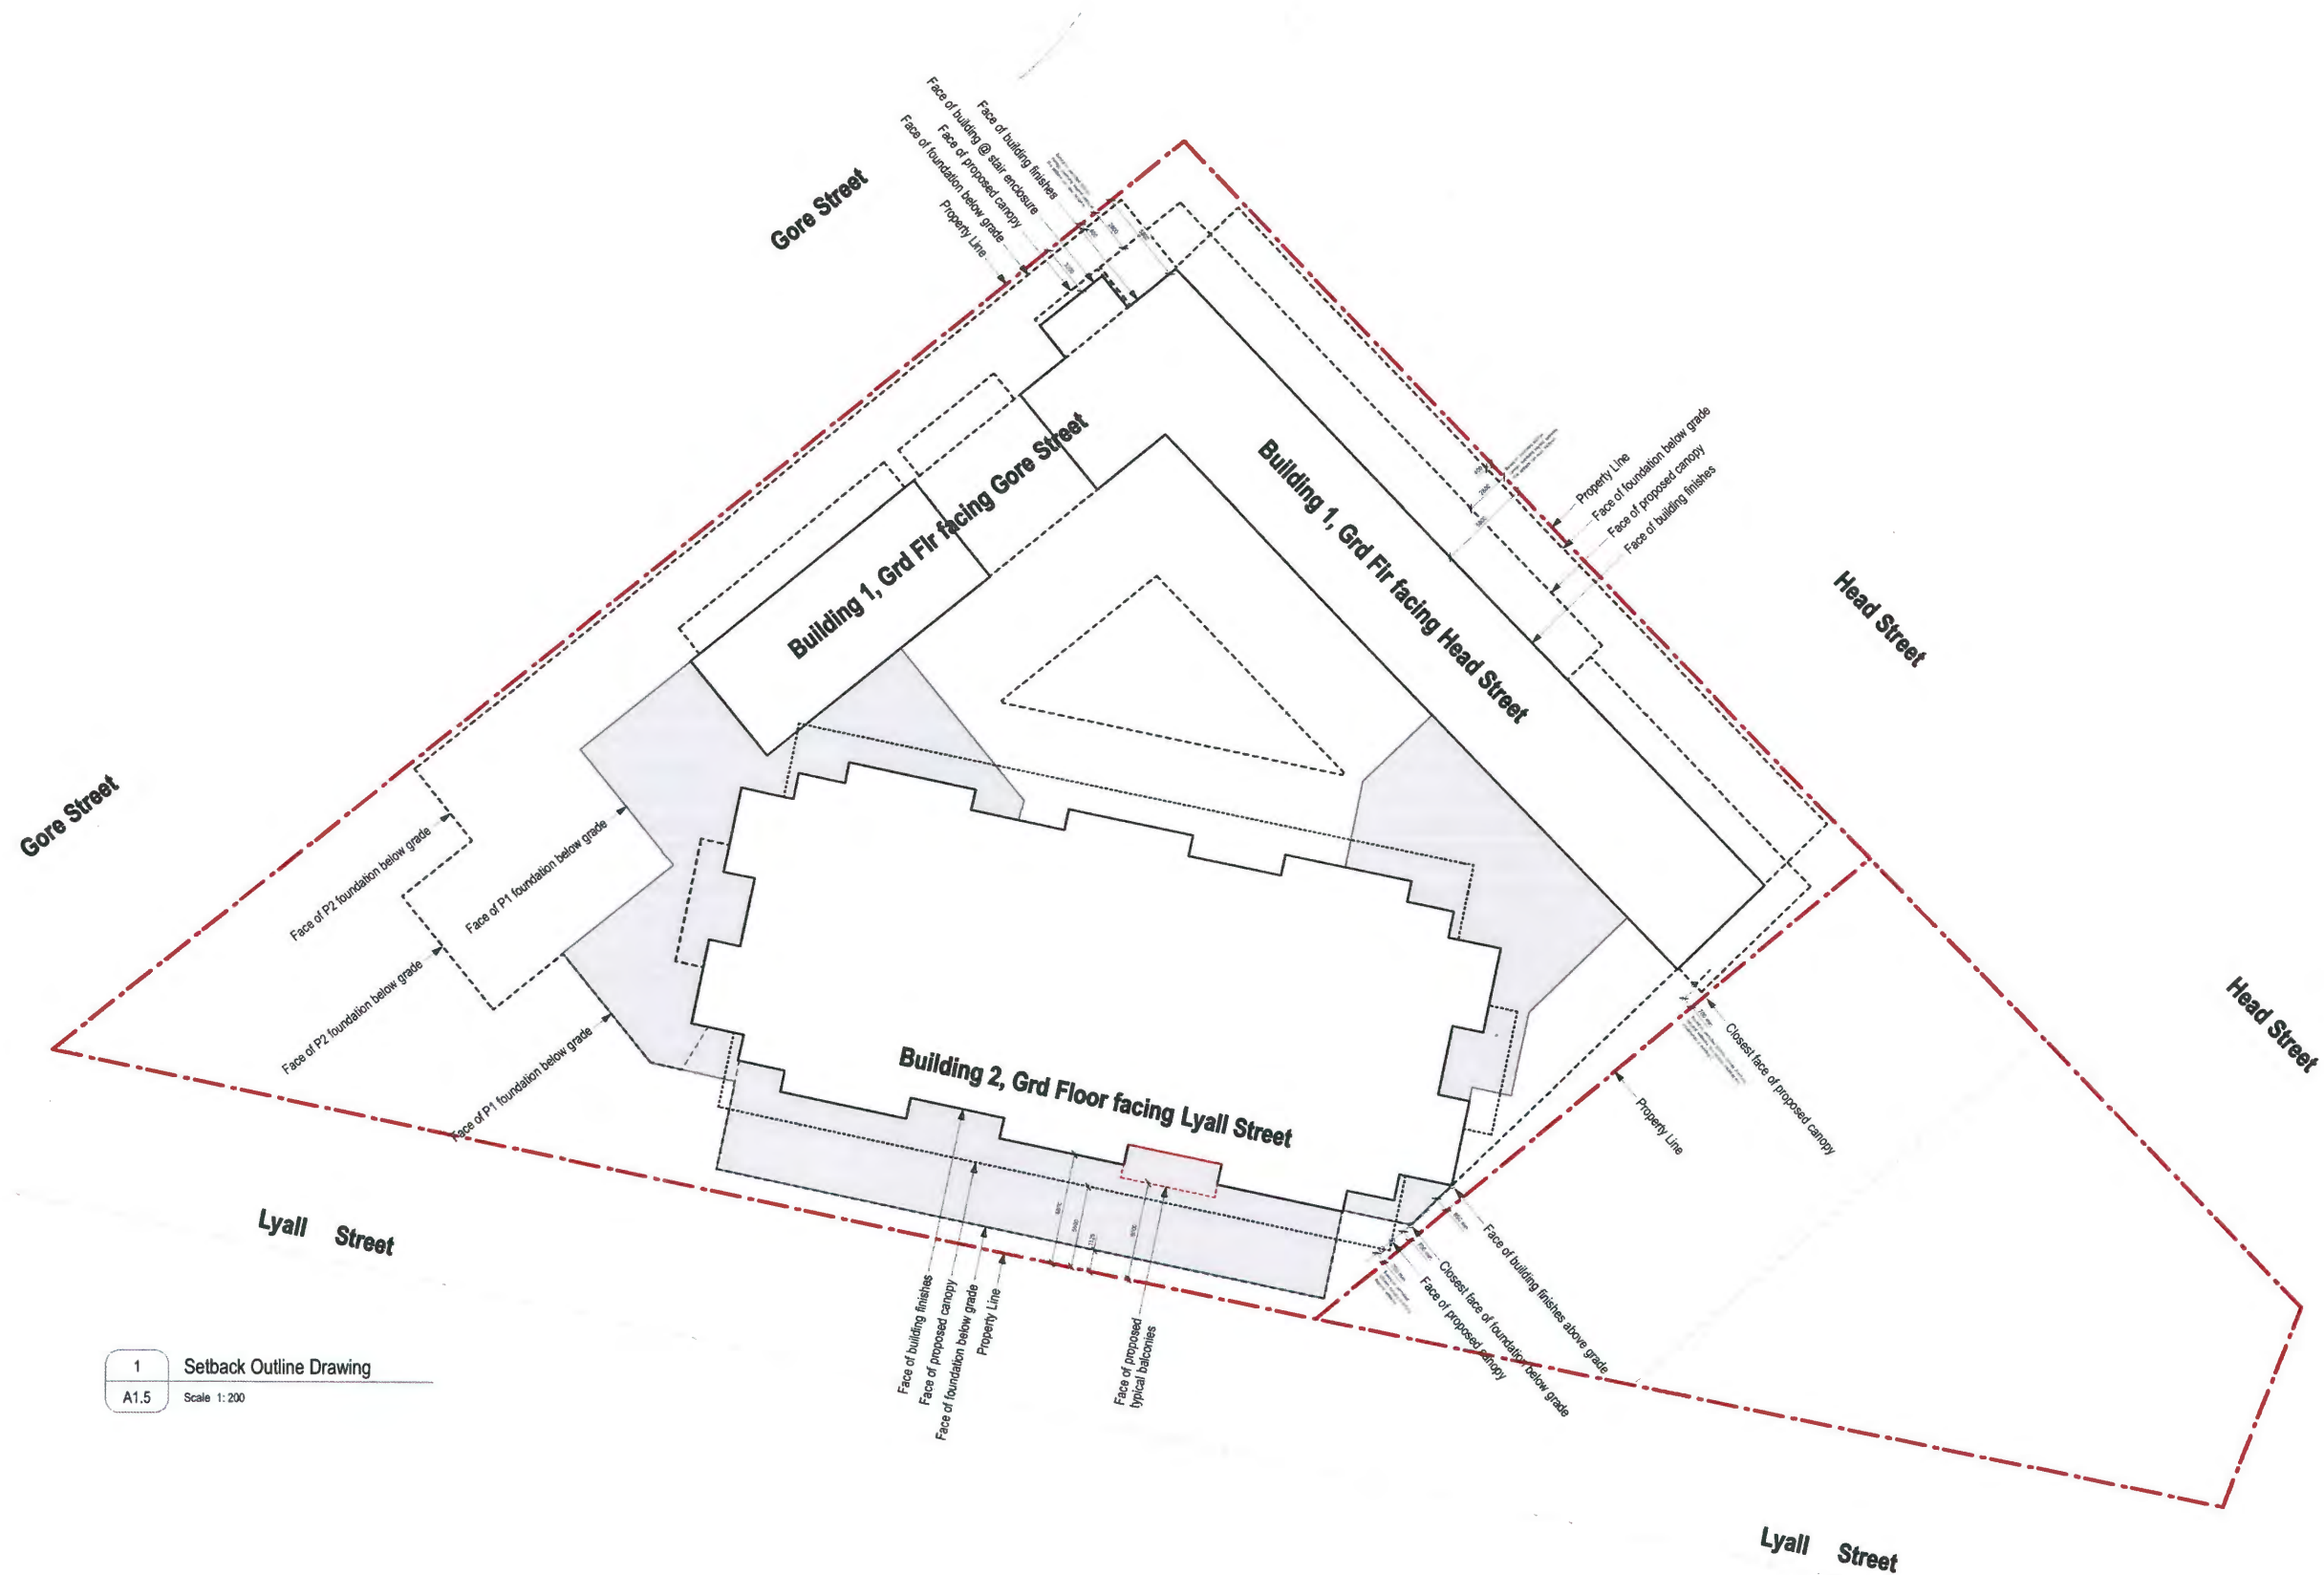 Face of building finishes
Face of building @ stair enclosure
Face of proposed canopy
Face of foundation below grade
Property Line
Gore Street
Property Line
Face of foundation below grade
Face of proposed canopy
Face of building finishes
Building 1, Grd Flr facing Gore Street
Building 1, Grd Flr facing Head Street
Head Street
Gore Street
Face of P2 foundation below grade
Face of P1 foundation below grade
Face of P2 foundation below grade
Face of P1 foundation below grade
Head Street
Closest face of proposed canopy
Property Line
Building 2, Grd Floor facing Lyall Street
Lyall Street
Face of building finishes
Face of proposed canopy
Face of foundation below grade
Property Line
Face of proposed
typical balconies
Face of building finishes above grade
Closest face of foundation below grade
Face of proposed canopy
1
Setback Outline Drawing
A1.5
Scale 1: 200
Lyall Street